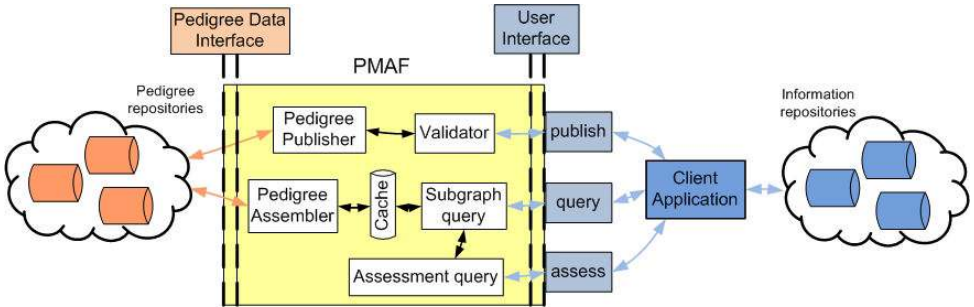 Pedigree Data
Interface
User
Interface
PMAF
Pedigree
repositories
Information
repositories
Pedigree
Publisher
Validator
publish
Pedigree
Assembler
Cache
Subgraph
query
query
Client
Application
Assessment query
assess